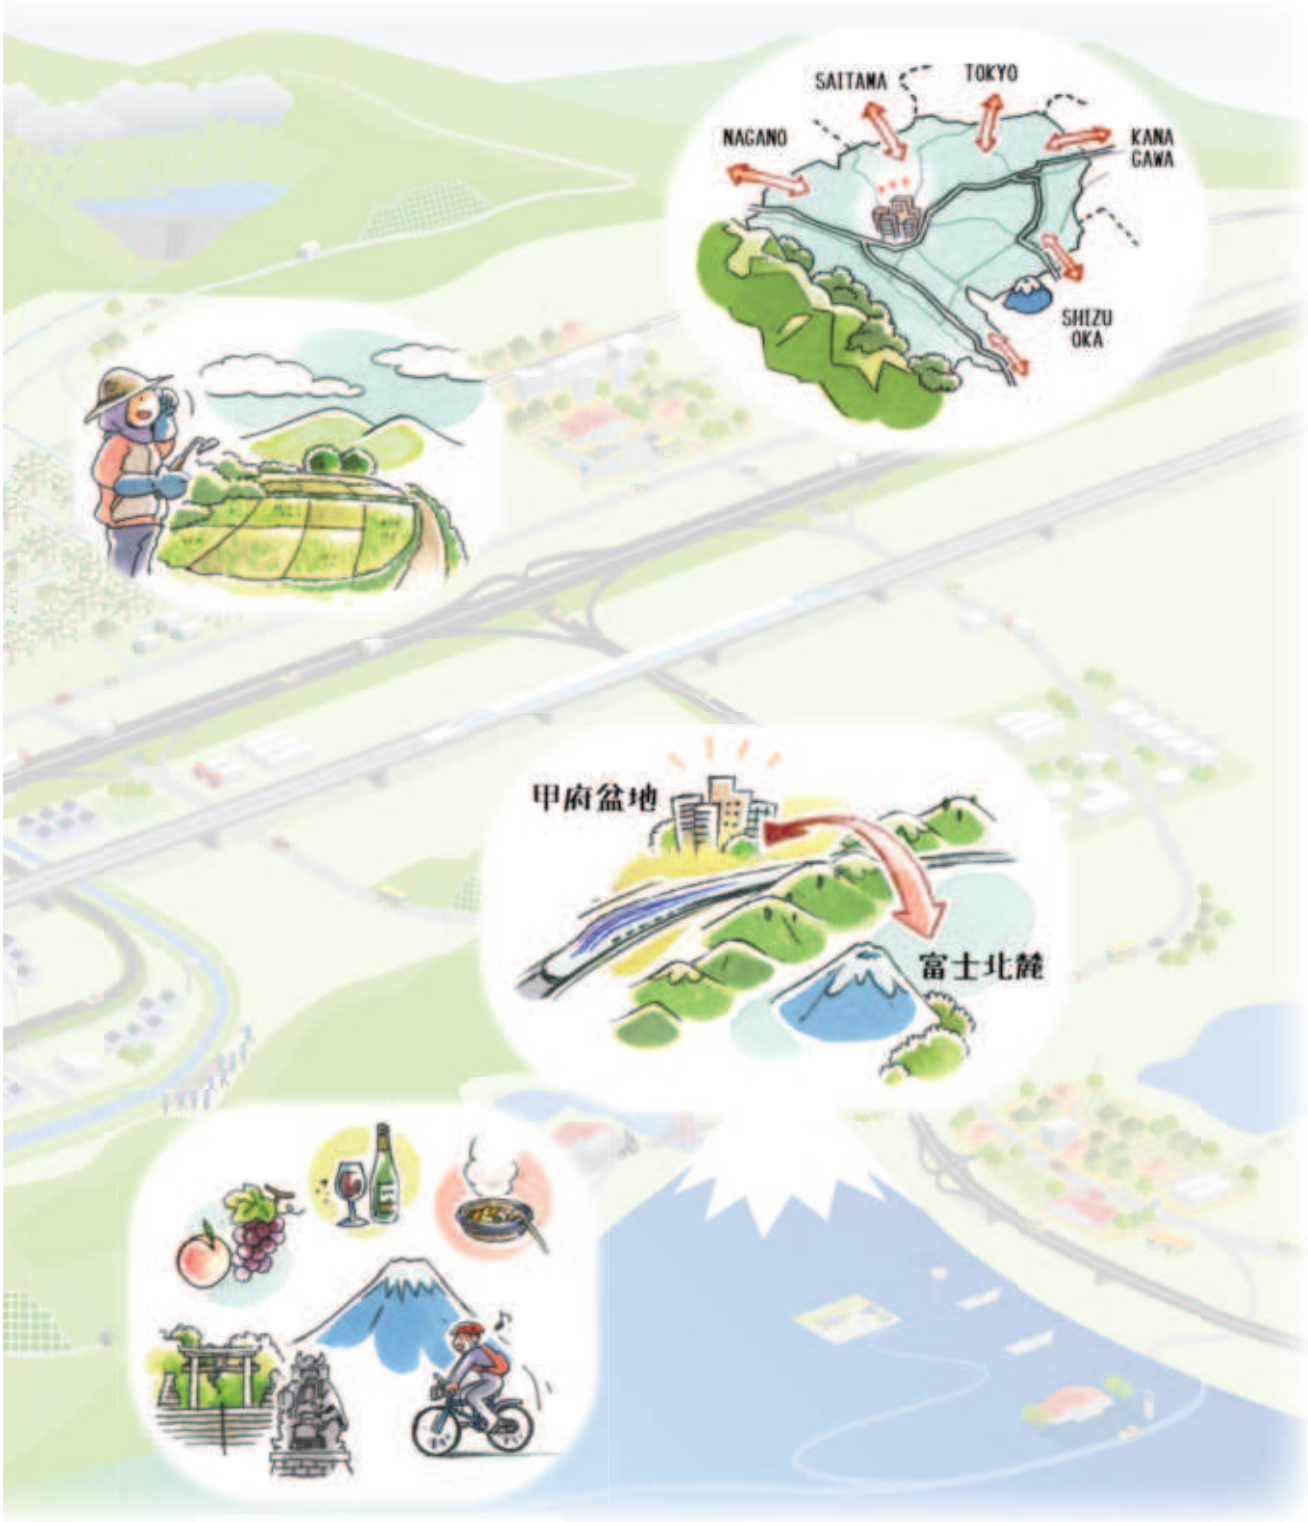 SAITAMA
TOKYO
NAGANO
KANA
GAWA
SHIZU
OKA
甲府盆地
富士北麓